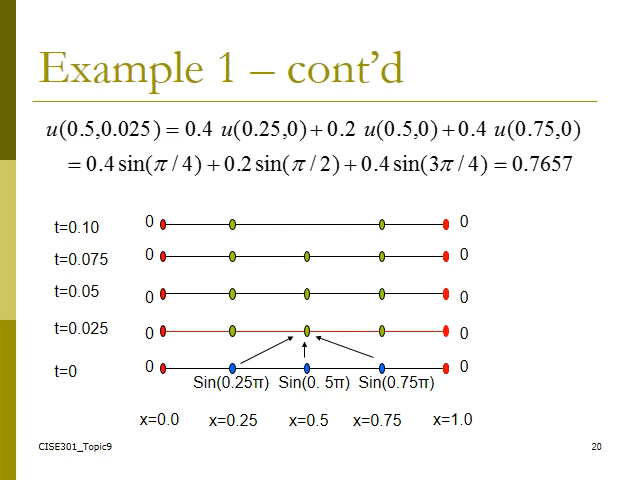 Example 1 – cont'd
u(0.5,0.025) = 0.4 u(0.25,0) + 0.2 u(0.5,0) + 0.4 u(0.75,0)
= 0.4 sin(π / 4) + 0.2 sin(π / 2) + 0.4 sin(3π / 4) = 0.7657
t=0.10 0 0
t=0.075 0 0
t=0.05 0 0
t=0.025 0 0
t=0 0 0
Sin(0.25π) Sin(0. 5π) Sin(0.75π)
x=0.0 x=0.25 x=0.5 x=0.75 x=1.0
CISE301_Topic9 20